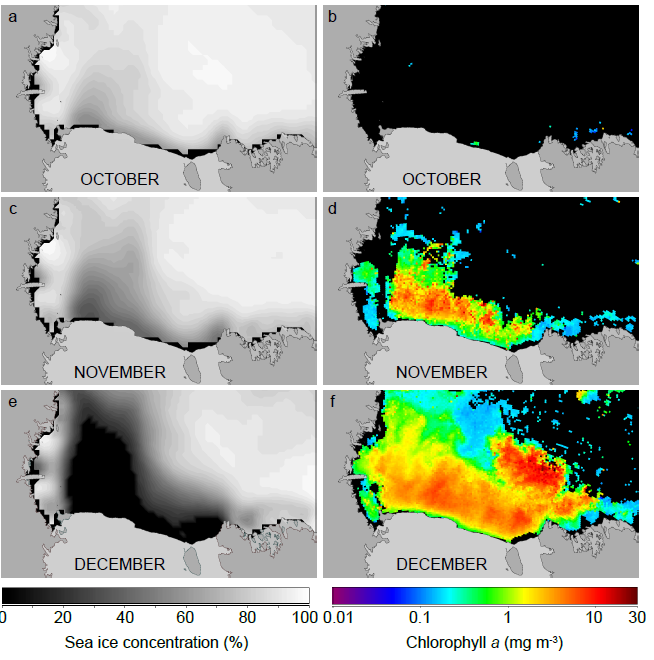 a
b
OCTOBER
OCTOBER
c
d
NOVEMBER
NOVEMBER
e
f
DECEMBER
DECEMBER
0 20 40 60 80 100
0.01 0.1 1 10 30
Sea ice concentration (%)
Chlorophyll a (mg m-3)